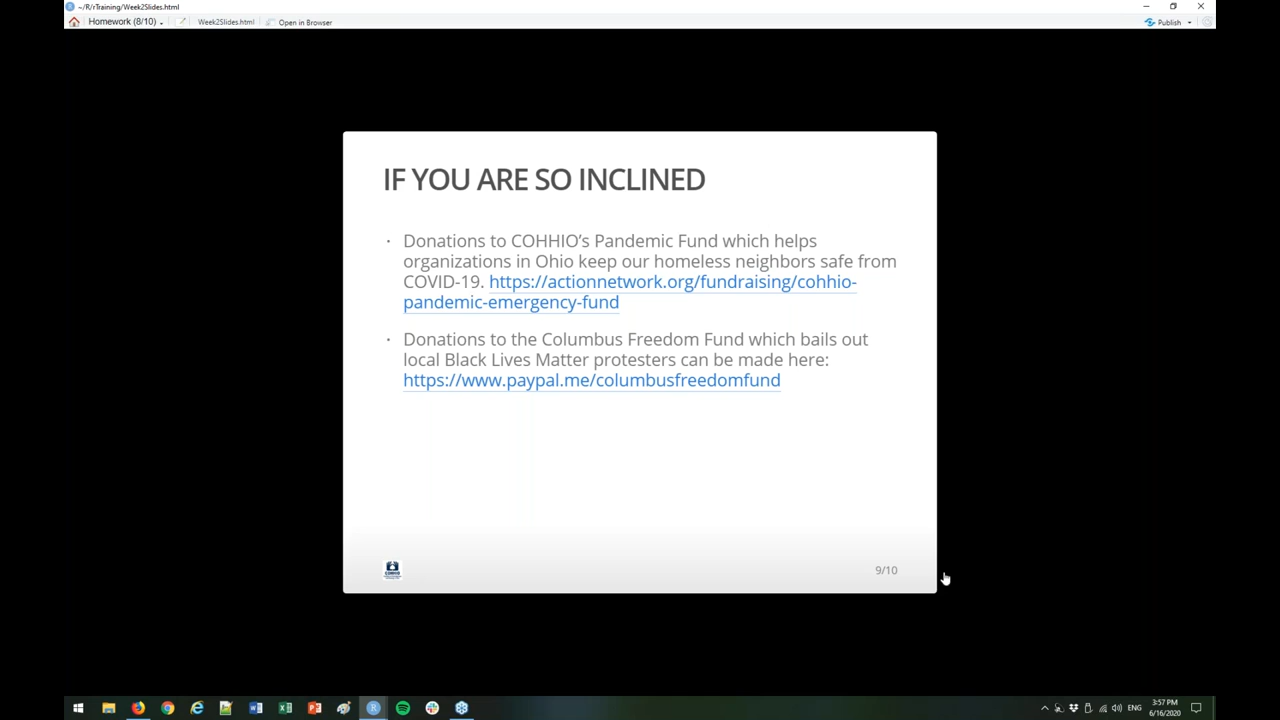 ~/R/rTraining/Week2Slides.html
Homework (8/10)
Week2Slides.html
Open in Browser
Publish
IF YOU ARE SO INCLINED
· Donations to COHHIO's Pandemic Fund which helps
organizations in Ohio keep our homeless neighbors safe from
COVID-19. https://actionnetwork.org/fundraising/cohhio-
pandemic-emergency-fund
· Donations to the Columbus Freedom Fund which bails out
local Black Lives Matter protesters can be made here:
https://www.paypal.me/columbusfreedomfund
9/10
ENG
3:57 PM
6/16/2020